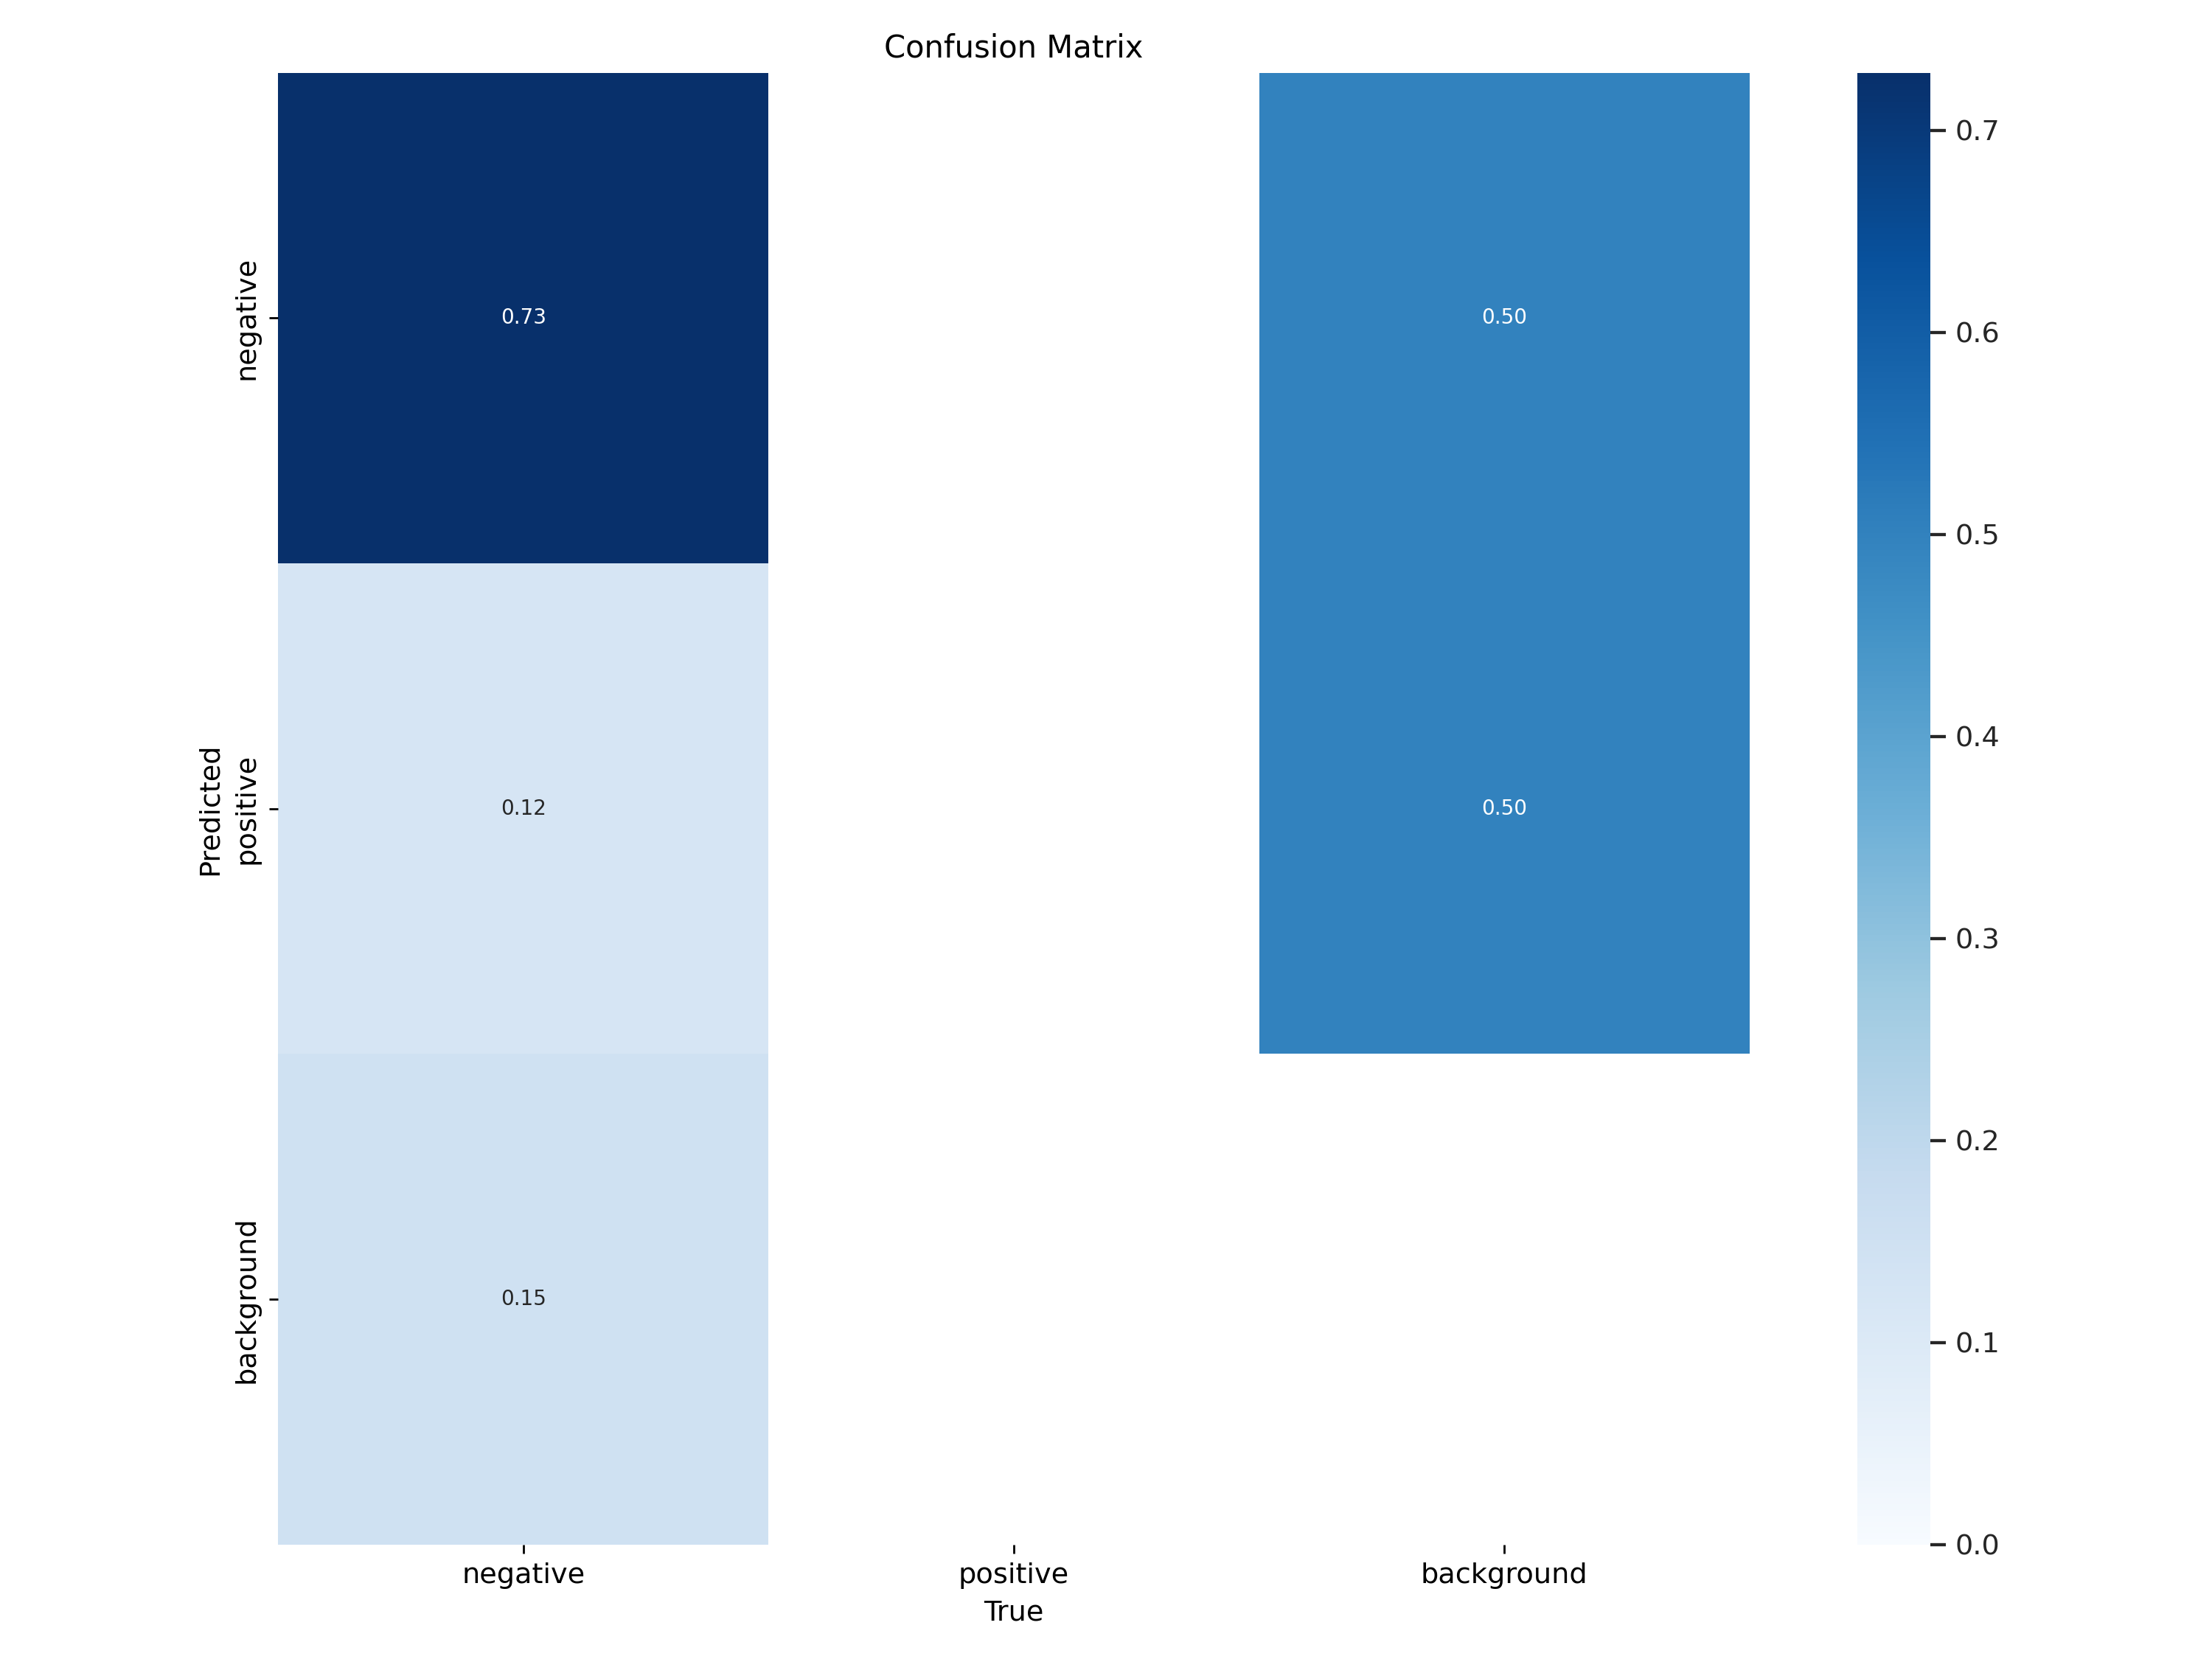 Confusion Matrix
negative
0.73
0.50
0.7
0.6
0.5
0.4
0.3
0.2
0.1
0.0
Predicted
positive
0.12
0.50
background
0.15
negative
positive
background
True